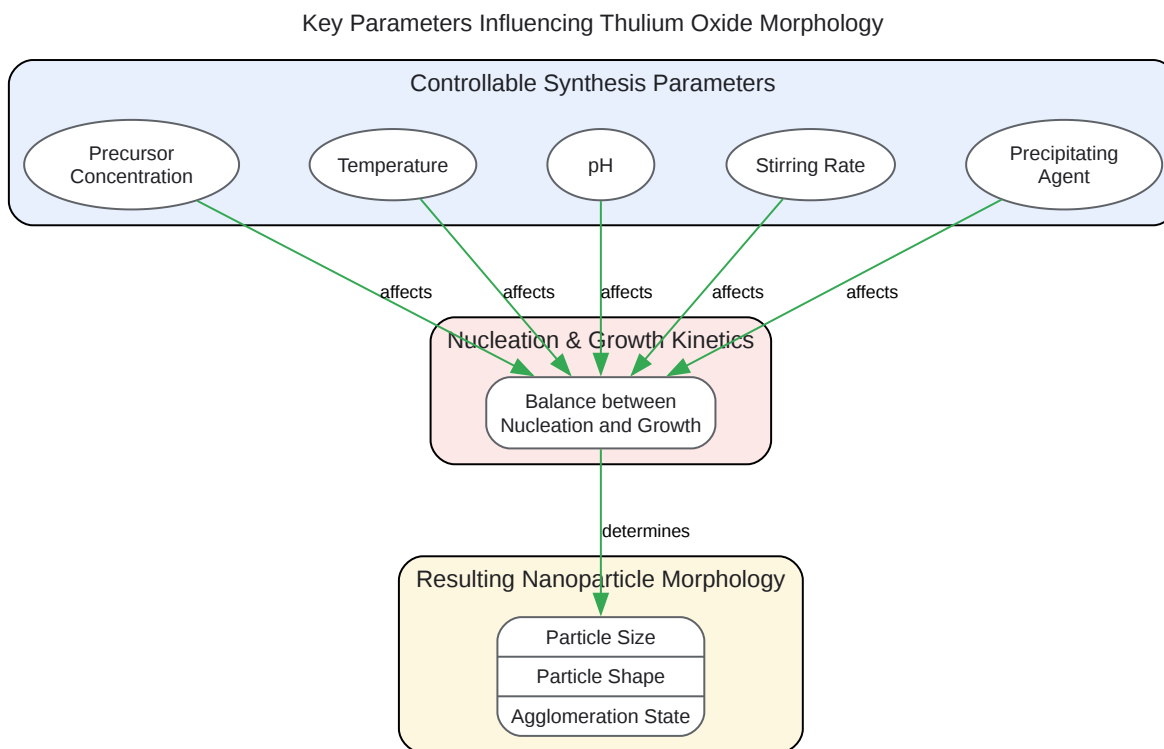 Key Parameters Influencing Thulium Oxide Morphology
Controllable Synthesis Parameters
Precursor
Concentration
Temperature
pH
Stirring Rate
Precipitating
Agent
affects
affects
affects
affects
affects
Nucleation & Growth Kinetics
Balance between
Nucleation and Growth
determines
Resulting Nanoparticle Morphology
Particle Size
Particle Shape
Agglomeration State